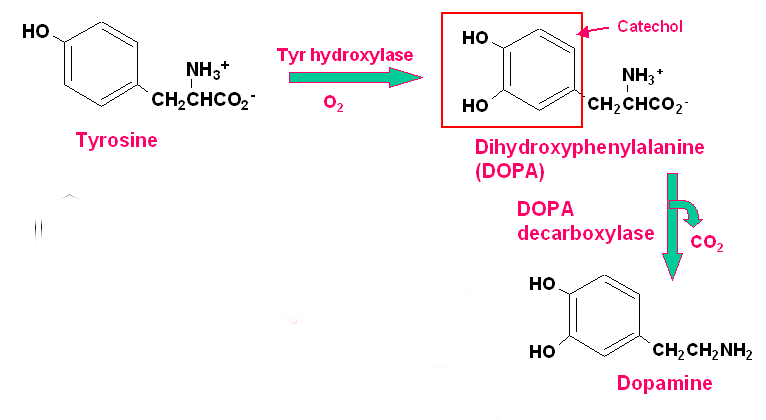 HO
NH3+
CH2CHCO2-
Tyrosine
Tyr hydroxylase
O2
HO
HO
Catechol
NH3+
CH2CHCO2-
Dihydroxyphenylalanine
(DOPA)
DOPA
decarboxylase
CO2
HO
HO
CH2CH2NH2
Dopamine